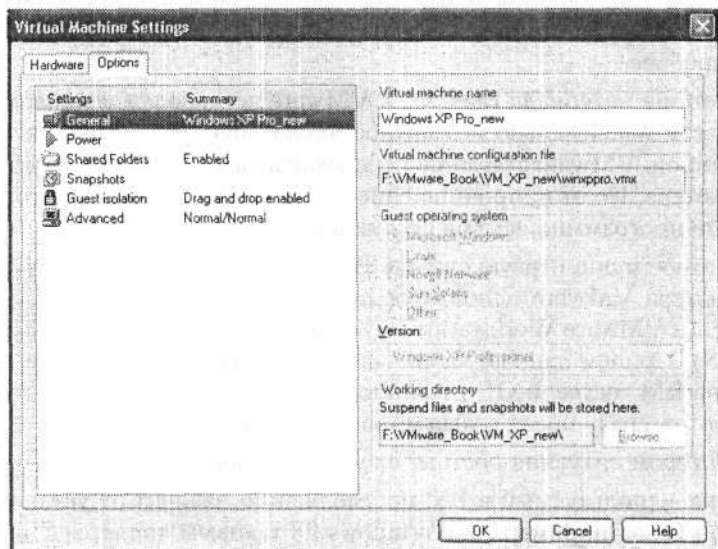 Virtual Machine Settings
Hardware Options
Settings Summary
General Windows XP Pro_new
Power
Shared Folders Enabled
Snapshots
Guest isolation Drag and drop enabled
Advanced Normal/Normal
Virtual machine name
Windows XP Pro_new
Virtual machine configuration file
F:\VMware_Book\VM_XP_new\winxppro.vmx
Guest operating system
Microsoft Windows
Linux
Novell Netware
Sun Solaris
Other
Version:
Windows XP Professional
Working directory
Suspend files and snapshots will be stored here.
F:\VMware_Book\VM_XP_new\ Browse...
OK Cancel Help